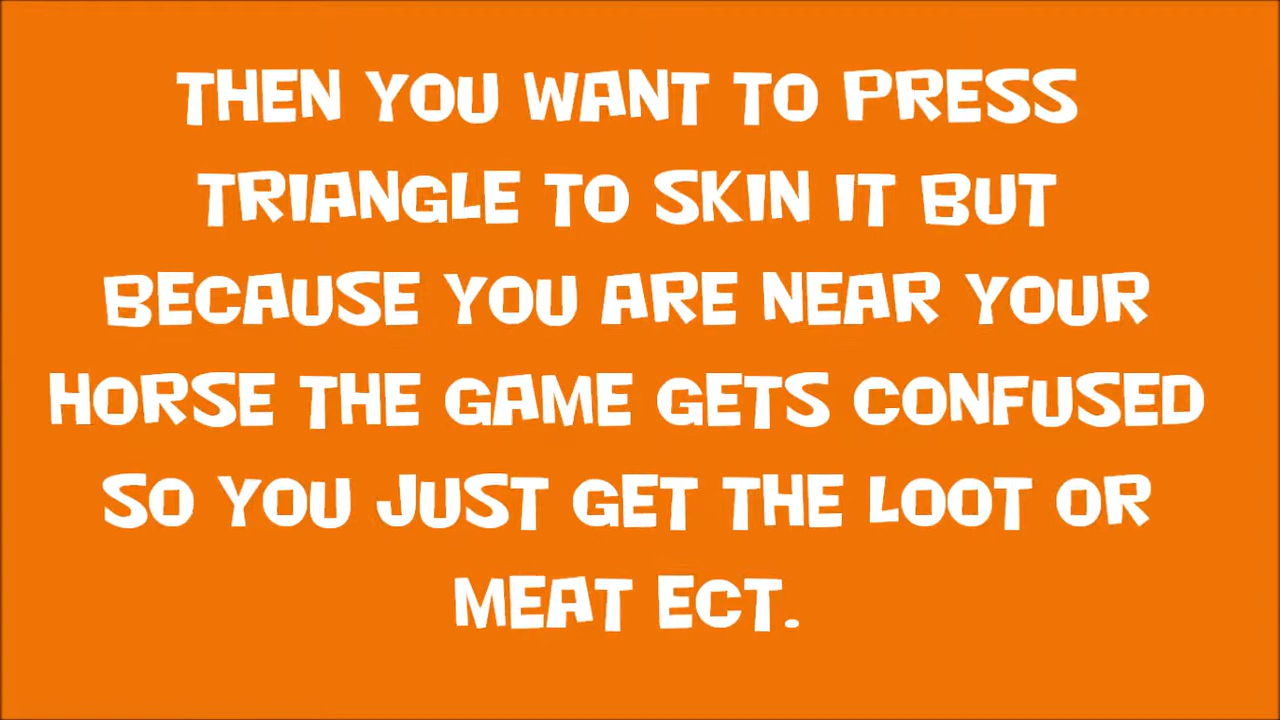 THEN YOU WANT TO PRESS
TRIANGLE TO SKIN IT BUT
BECAUSE YOU ARE NEAR YOUR
HORSE THE GAME GETS CONFUSED
SO YOU JUST GET THE LOOT OR
MEAT ECT.